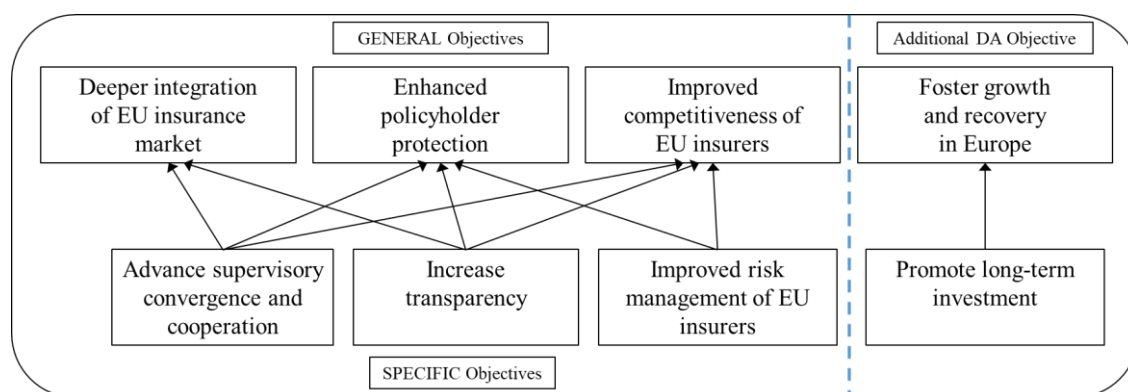 GENERAL Objectives
Additional DA Objective
Deeper integration
of EU insurance
market
Enhanced
policyholder
protection
Improved
competitiveness of
EU insurers
Foster growth
and recovery
in Europe
Advance supervisory
convergence and
cooperation
Increase
transparency
Improved risk
management of EU
insurers
Promote long-term
investment
SPECIFIC Objectives